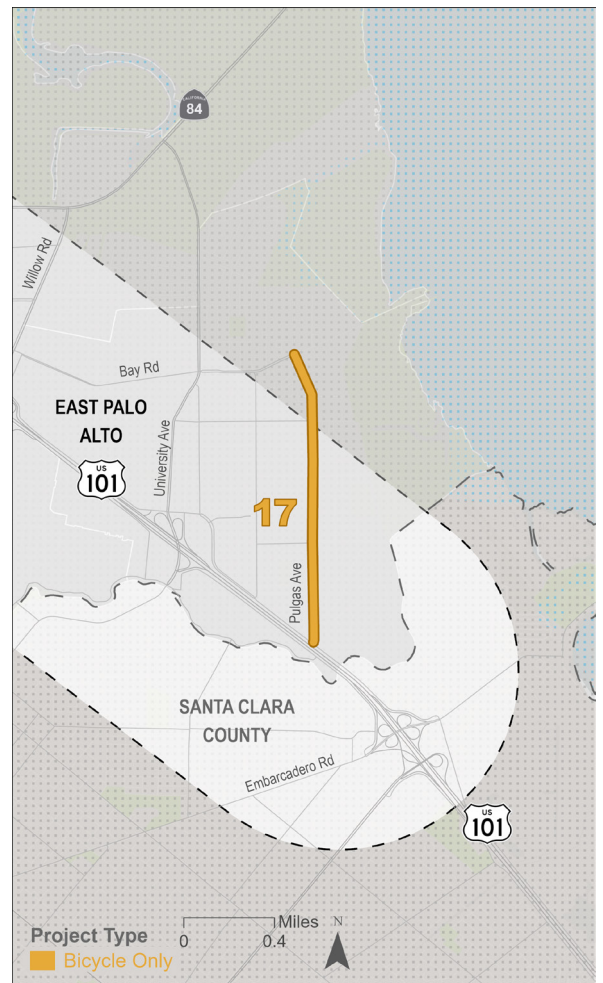 CALIFORNIA
84
Willow Rd
Bay Rd
EAST PALO
ALTO
University Ave
US
101
17
Pulgas Ave
SANTA CLARA
COUNTY
Embarcadero Rd
US
101
Miles
N
0
0.4
Project Type
Bicycle Only